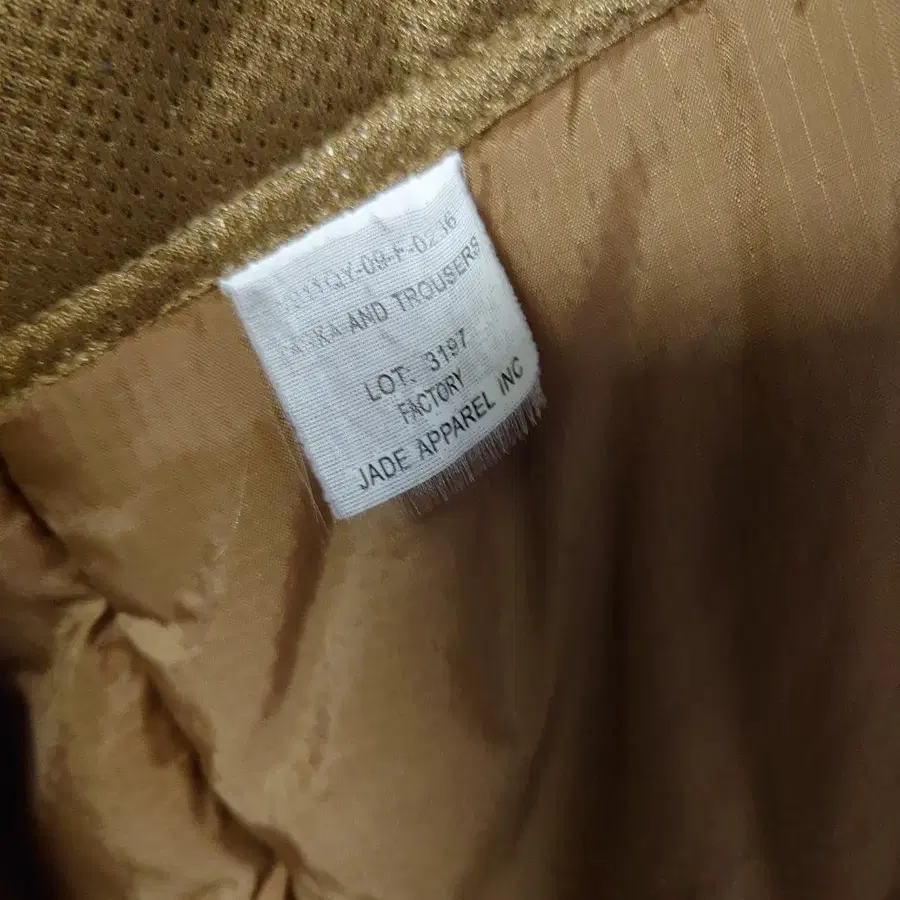 AND TROUSERS
LOT: 3197
FACTORY
JADE APPAREL INC